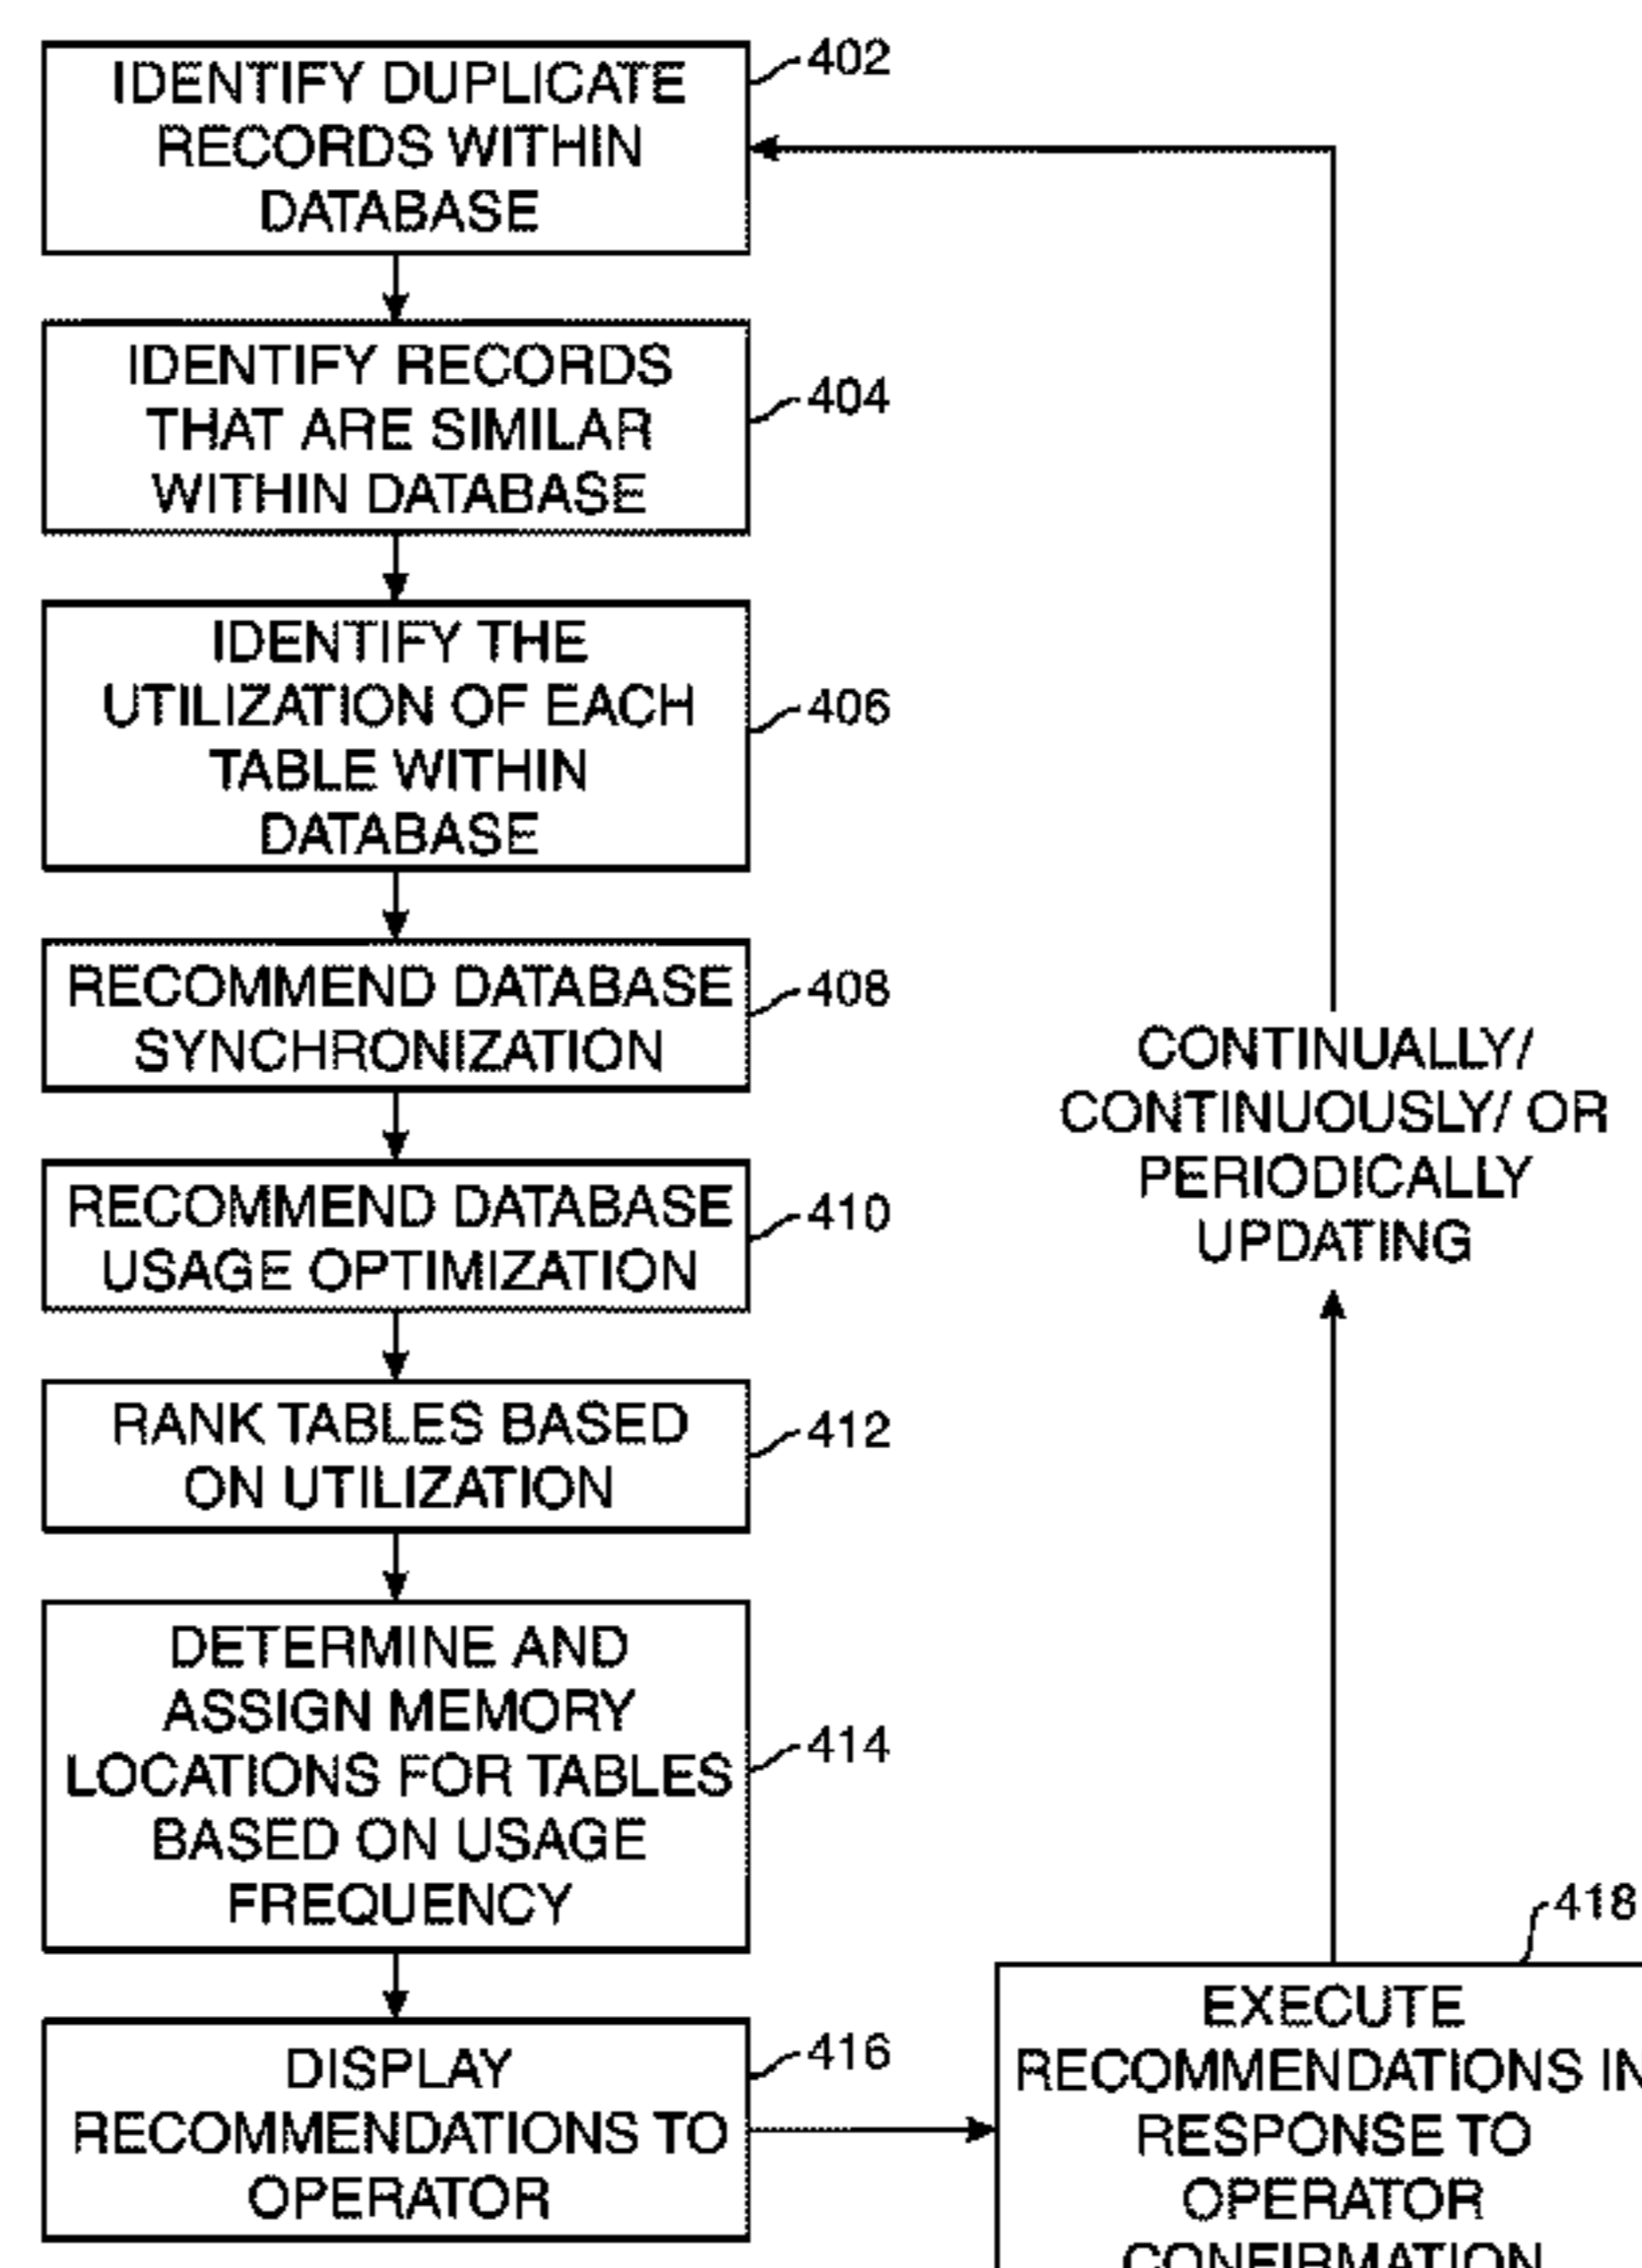 402
IDENTIFY DUPLICATE
RECORDS WITHIN
DATABASE
404
IDENTIFY RECORDS
THAT ARE SIMILAR
WITHIN DATABASE
406
IDENTIFY THE
UTILIZATION OF EACH
TABLE WITHIN
DATABASE
408
RECOMMEND DATABASE
SYNCHRONIZATION
410
RECOMMEND DATABASE
USAGE OPTIMIZATION
412
RANK TABLES BASED
ON UTILIZATION
414
DETERMINE AND
ASSIGN MEMORY
LOCATIONS FOR TABLES
BASED ON USAGE
FREQUENCY
416
DISPLAY
RECOMMENDATIONS TO
OPERATOR
418
EXECUTE
RECOMMENDATIONS IN
RESPONSE TO
OPERATOR
CONFIRMATION
CONTINUALLY/
CONTINUOUSLY/ OR
PERIODICALLY
UPDATING